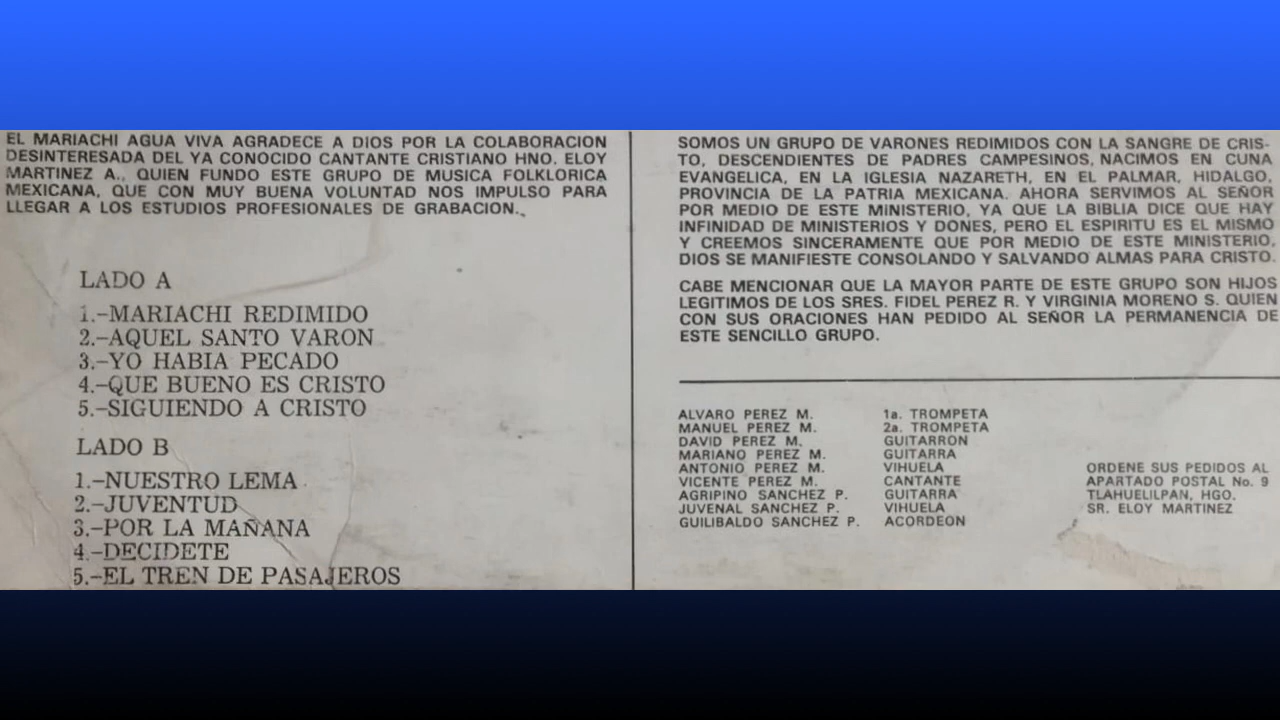 EL MARIACHI AGUA VIVA AGRADECE A DIOS POR LA COLABORACION
DESINTERESADA DEL YA CONOCIDO CANTANTE CRISTIANO HNO. ELOY
MARTINEZ A., QUIEN FUNDO ESTE GRUPO DE MUSICA FOLKLORICA
MEXICANA, QUE CON MUY BUENA VOLUNTAD NOS IMPULSO PARA
LLEGAR A LOS ESTUDIOS PROFESIONALES DE GRABACION.
LADO A
1.-MARIACHI REDIMIDO
2.-AQUEL SANTO VARON
3.-YO HABIA PECADO
4.-QUE BUENO ES CRISTO
5.-SIGUIENDO A CRISTO
LADO B
1.-NUESTRO LEMA
2.-JUVENTUD
3.-POR LA MAÑANA
4.-DECIDETE
5.-EL TREN DE PASAJEROS
SOMOS UN GRUPO DE VARONES REDIMIDOS CON LA SANGRE DE CRIS-
TO, DESCENDIENTES DE PADRES CAMPESINOS, NACIMOS EN CUNA
EVANGELICA, EN LA IGLESIA NAZARETH, EN EL PALMAR, HIDALGO,
PROVINCIA DE LA PATRIA MEXICANA. AHORA SERVIMOS AL SEÑOR
POR MEDIO DE ESTE MINISTERIO, YA QUE LA BIBLIA DICE QUE HAY
INFINIDAD DE MINISTERIOS Y DONES, PERO EL ESPIRITU ES EL MISMO
Y CREEMOS SINCERAMENTE QUE POR MEDIO DE ESTE MINISTERIO,
DIOS SE MANIFIESTE CONSOLANDO Y SALVANDO ALMAS PARA CRISTO.
CABE MENCIONAR QUE LA MAYOR PARTE DE ESTE GRUPO SON HIJOS
LEGITIMOS DE LOS SRES. FIDEL PEREZ R. Y VIRGINIA MORENO S. QUIEN
CON SUS ORACIONES HAN PEDIDO AL SEÑOR LA PERMANENCIA DE
ESTE SENCILLO GRUPO.
ALVARO PEREZ M. 1a. TROMPETA
MANUEL PEREZ M. 2a. TROMPETA
DAVID PEREZ M. GUITARRON
MARIANO PEREZ M. GUITARRA
ANTONIO PEREZ M. VIHUELA
VICENTE PEREZ M. CANTANTE
AGRIPINO SANCHEZ P. GUITARRA
JUVENAL SANCHEZ P. VIHUELA
GUILIBALDO SANCHEZ P. ACORDEON
ORDENE SUS PEDIDOS AL
APARTADO POSTAL No. 9
TLAHUELILPAN, HGO.
SR. ELOY MARTINEZ